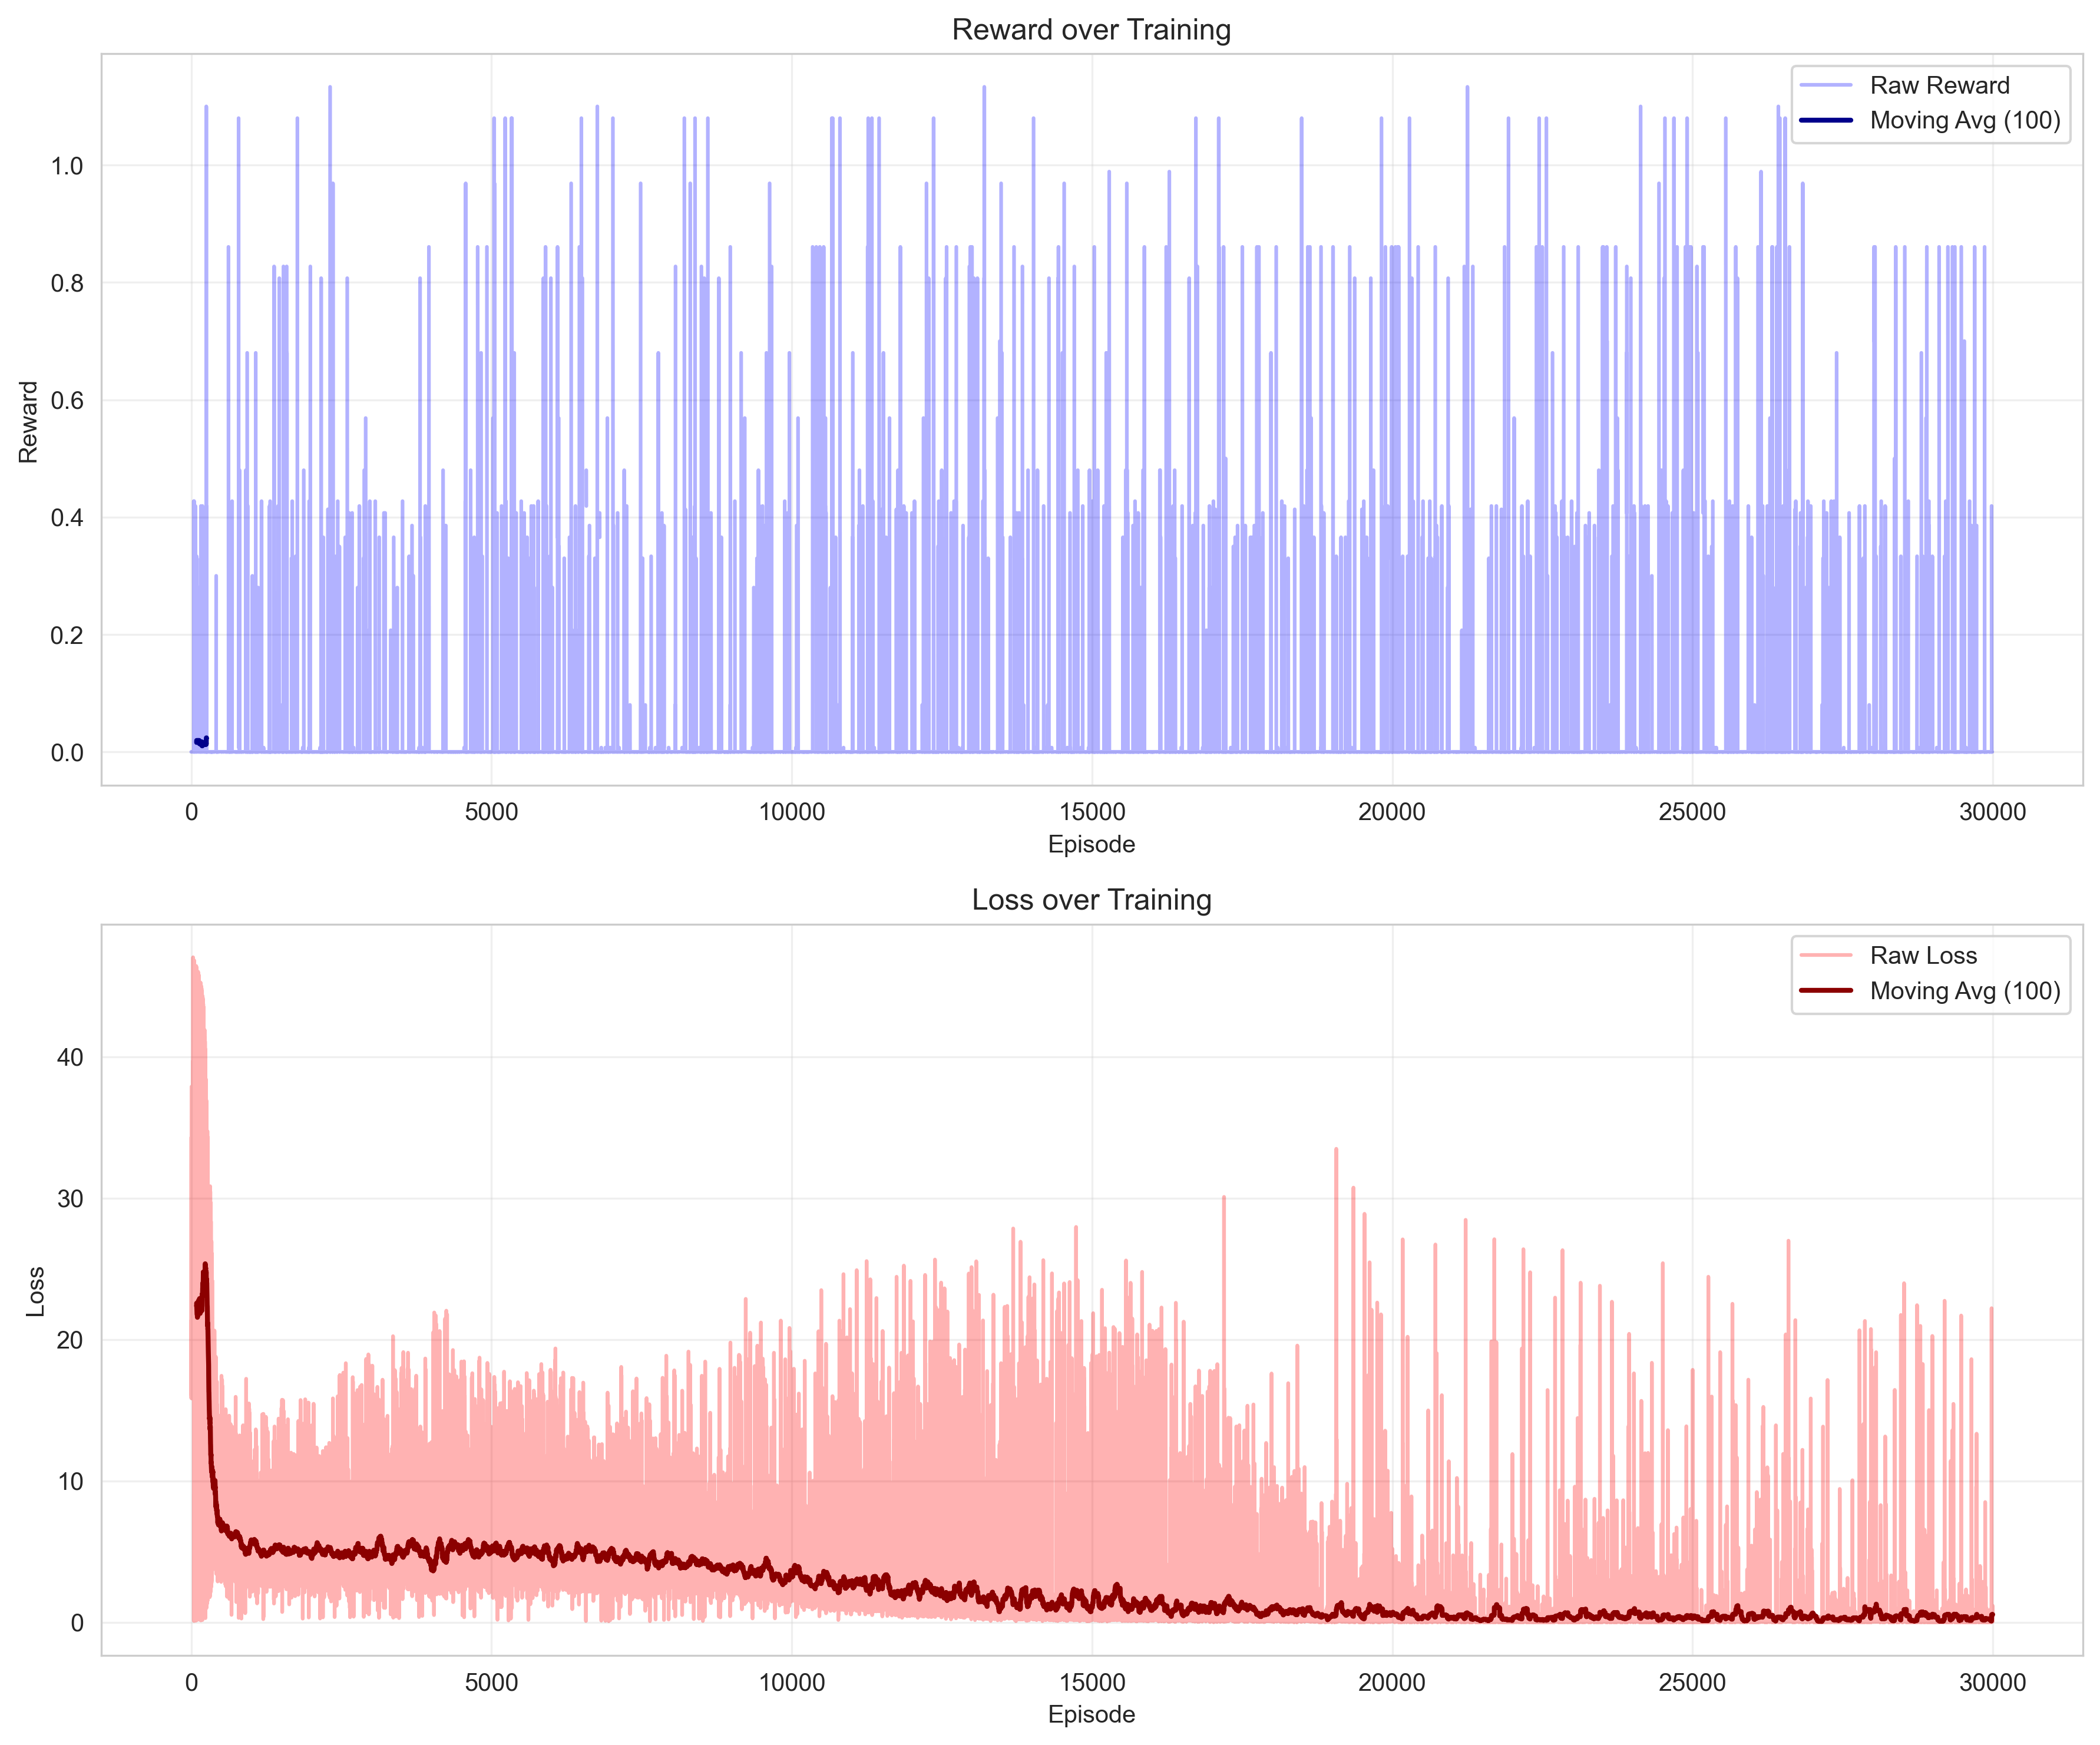 Reward over Training
Raw Reward
Moving Avg (100)
Reward
1.0
0.8
0.6
0.4
0.2
0.0
0 5000 10000 15000 20000 25000 30000
Episode
Loss over Training
Raw Loss
Moving Avg (100)
Loss
40
30
20
10
0
0 5000 10000 15000 20000 25000 30000
Episode